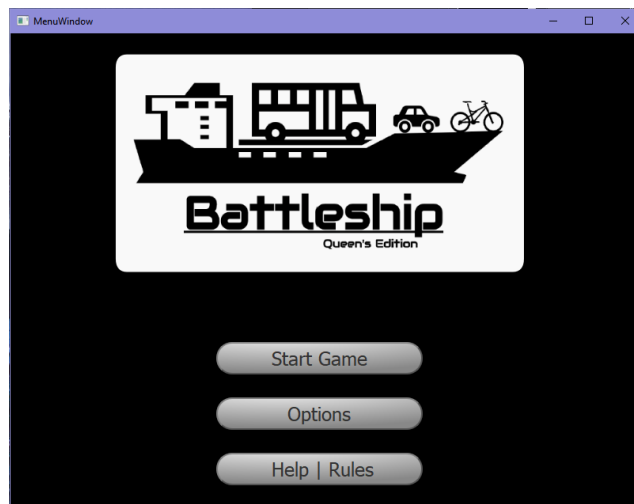 MenuWindow
Battleship
Queen's Edition
Start Game
Options
Help | Rules